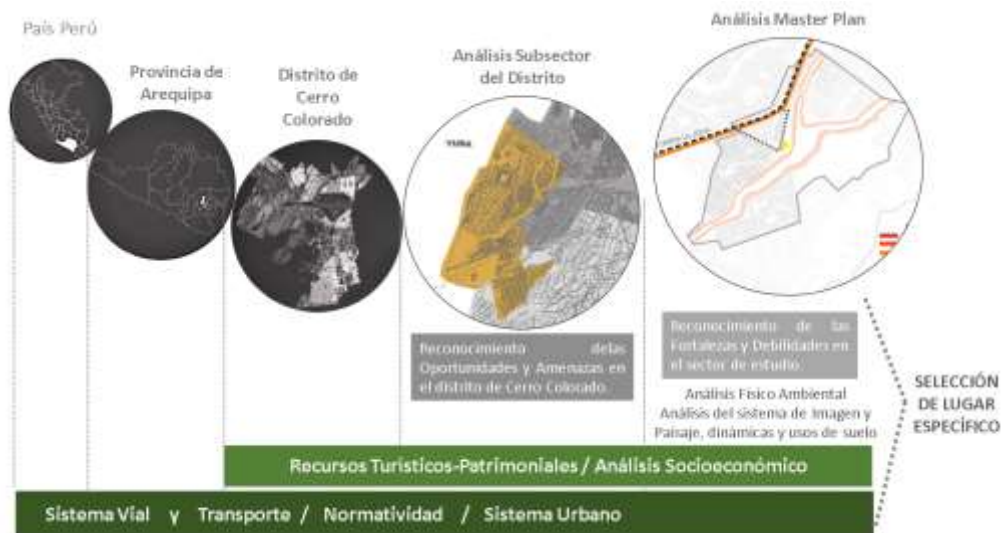 País Perú
Provincia de
Arequipa
Distrito de
Cerro
Colorado
Análisis Subsector
del Distrito
Análisis Master Plan
YURA
Reconocimiento delas
Oportunidades y Amenazas en
el distrito de Cerro Colorado.
Reconocimiento de las
Fortalezas y Debilidades en
el sector de estudio.
Análisis Físico Ambiental
Análisis del sistema de Imagen y
Paisaje, dinámicas y usos de suelo
SELECCIÓN
DE LUGAR
ESPECÍFICO
Recursos Turísticos-Patrimoniales / Análisis Socioeconómico
Sistema Vial y Transporte / Normatividad / Sistema Urbano